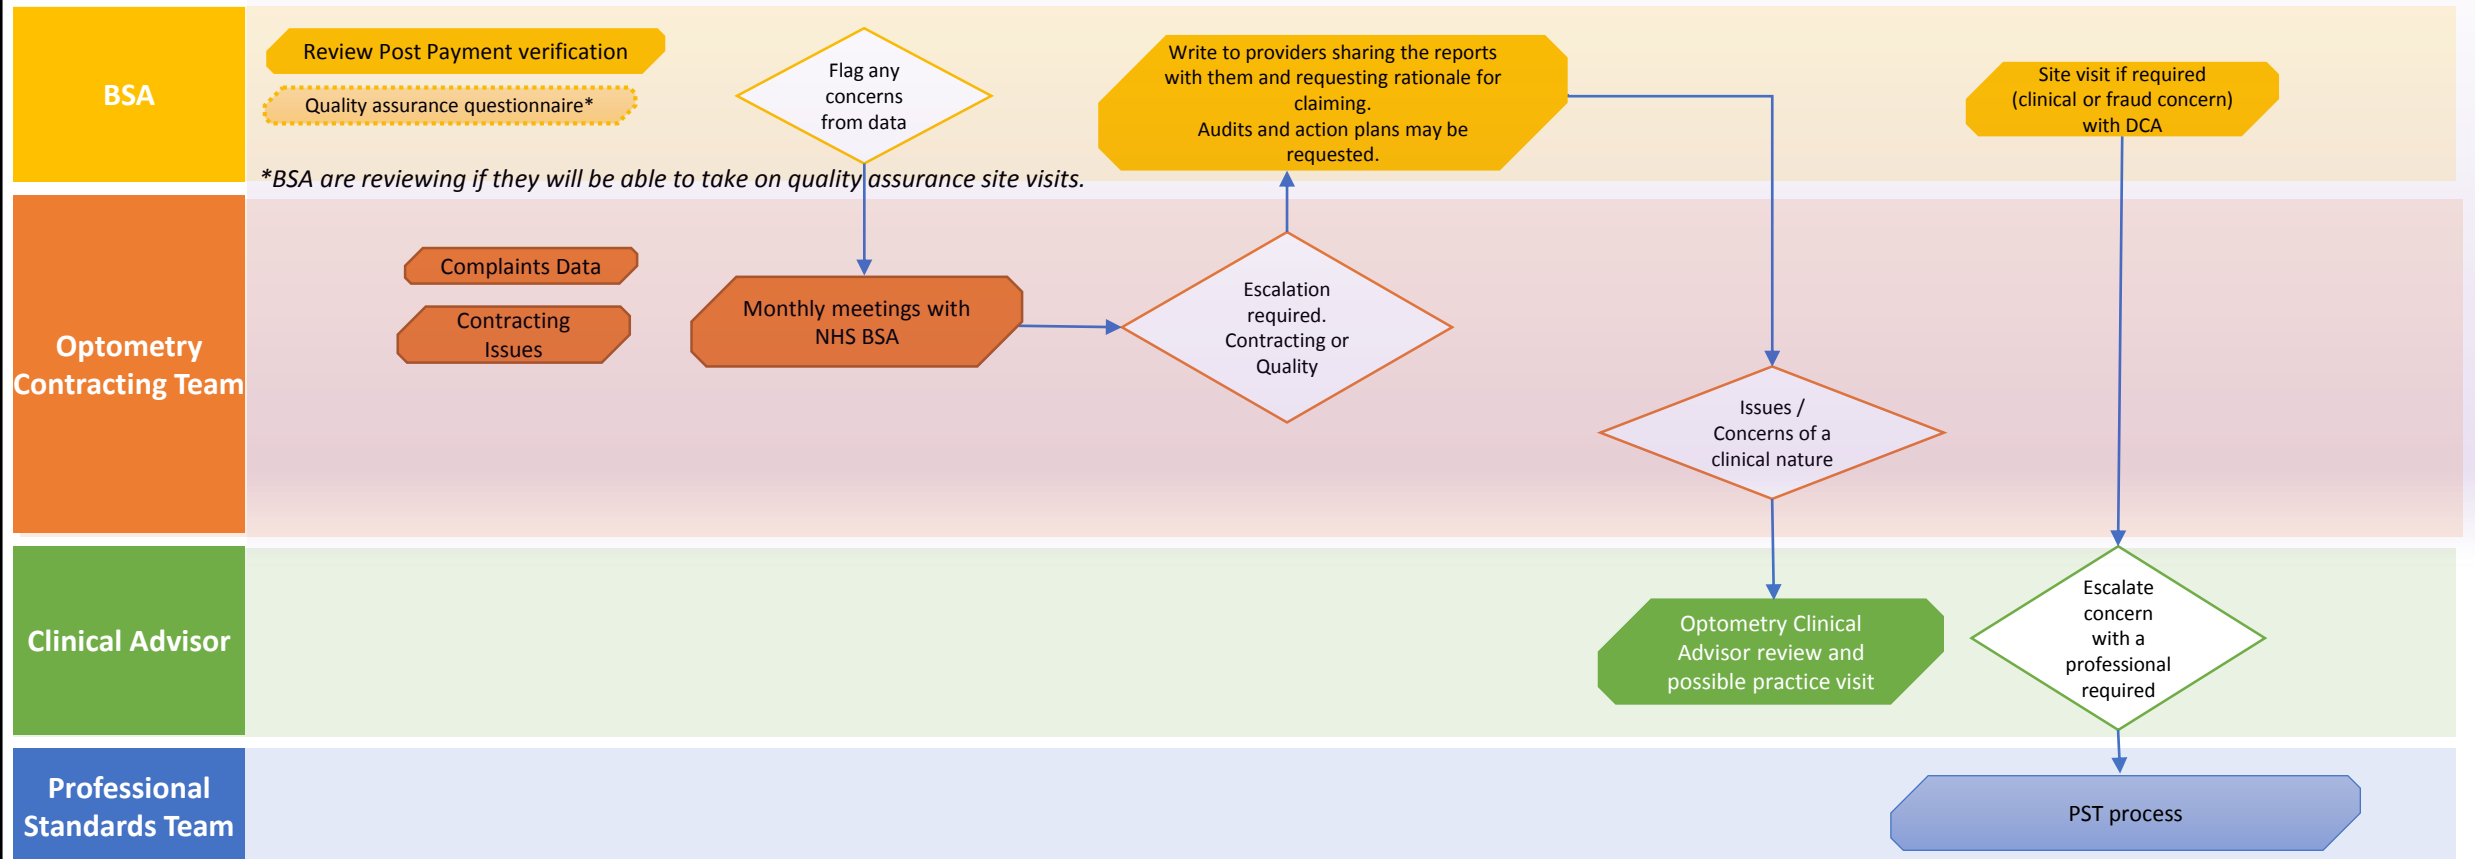 BSA
Review Post Payment verification
Quality assurance questionnaire*
*BSA are reviewing if they will be able to take on quality assurance site visits.
Flag any
concerns
from data
Write to providers sharing the reports
with them and requesting rationale for
claiming.
Audits and action plans may be
requested.
Site visit if required
(clinical or fraud concern)
with DCA
Optometry
Contracting Team
Complaints Data
Contracting
Issues
Monthly meetings with
NHS BSA
Escalation
required.
Contracting or
Quality
Issues /
Concerns of a
clinical nature
Clinical Advisor
Optometry Clinical
Advisor review and
possible practice visit
Escalate
concern
with a
professional
required
Professional
Standards Team
PST process